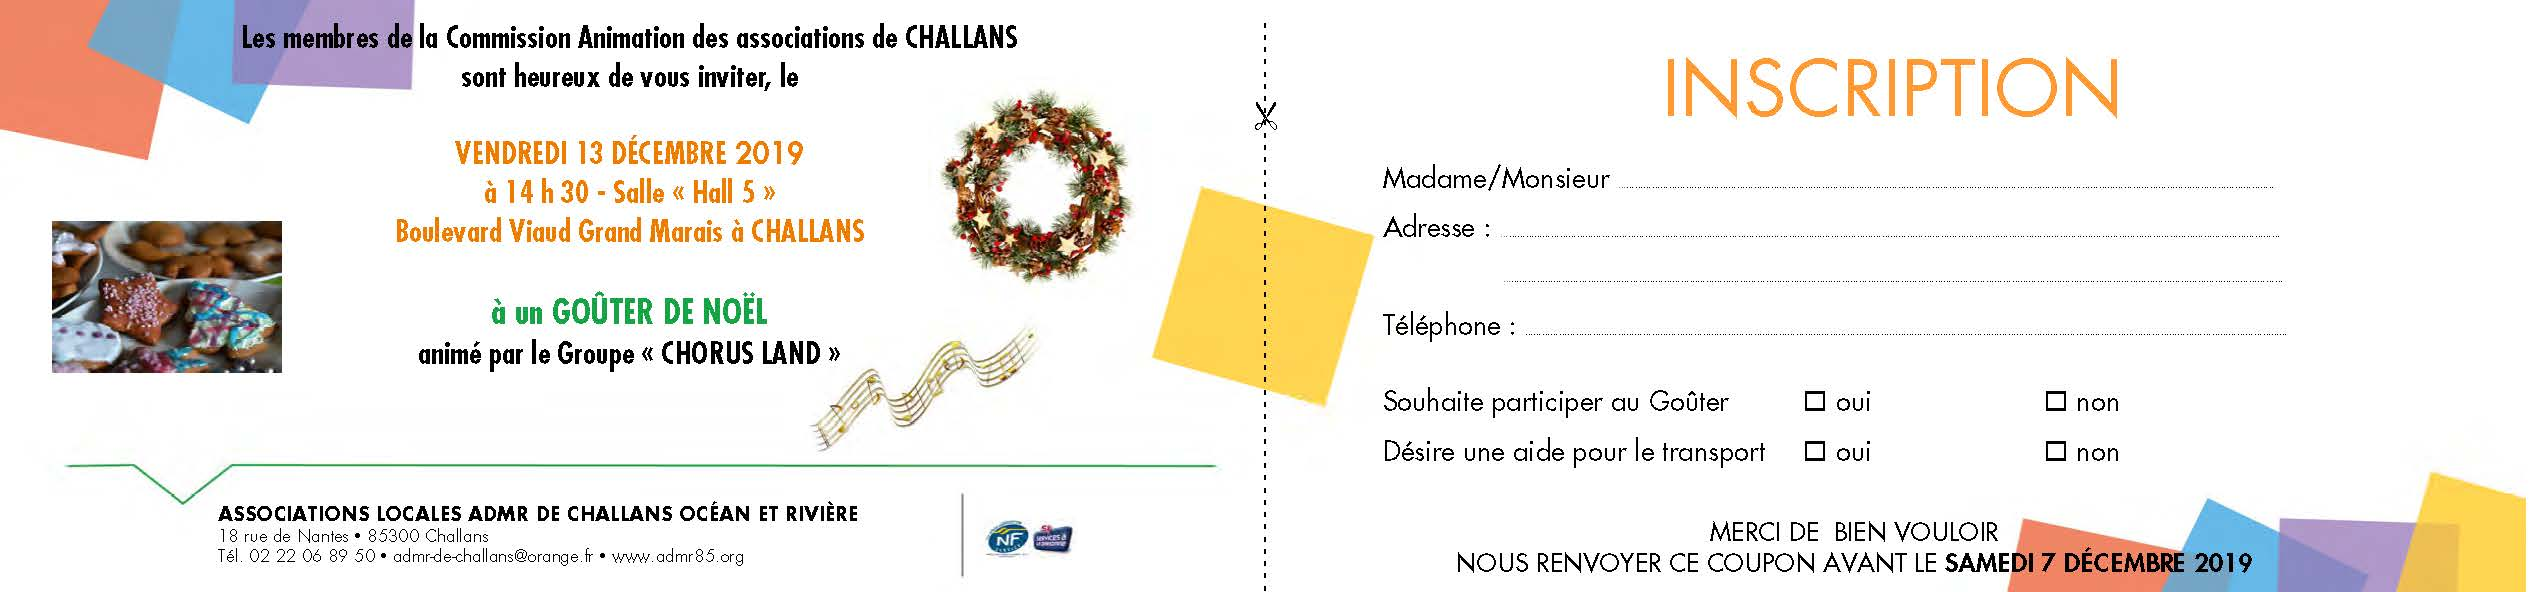 Les membres de la Commission Animation des associations de CHALLANS
sont heureux de vous inviter, le
VENDREDI 13 DÉCEMBRE 2019
à 14 h 30 - Salle « Hall 5 »
Boulevard Viaud Grand Marais à CHALLANS
à un GOÛTER DE NOËL
animé par le Groupe « CHORUS LAND »
ASSOCIATIONS LOCALES ADMR DE CHALLANS OCÉAN ET RIVIÈRE
18 rue de Nantes • 85300 Challans
Tél. 02 22 06 89 50 • admr-de-challans@orange.fr • www.admr85.org
NF
INSCRIPTION
Madame/Monsieur
Adresse :
Téléphone :
Souhaite participer au Goûter oui non
Désire une aide pour le transport oui non
MERCI DE BIEN VOULOIR
NOUS RENVOYER CE COUPON AVANT LE SAMEDI 7 DÉCEMBRE 2019